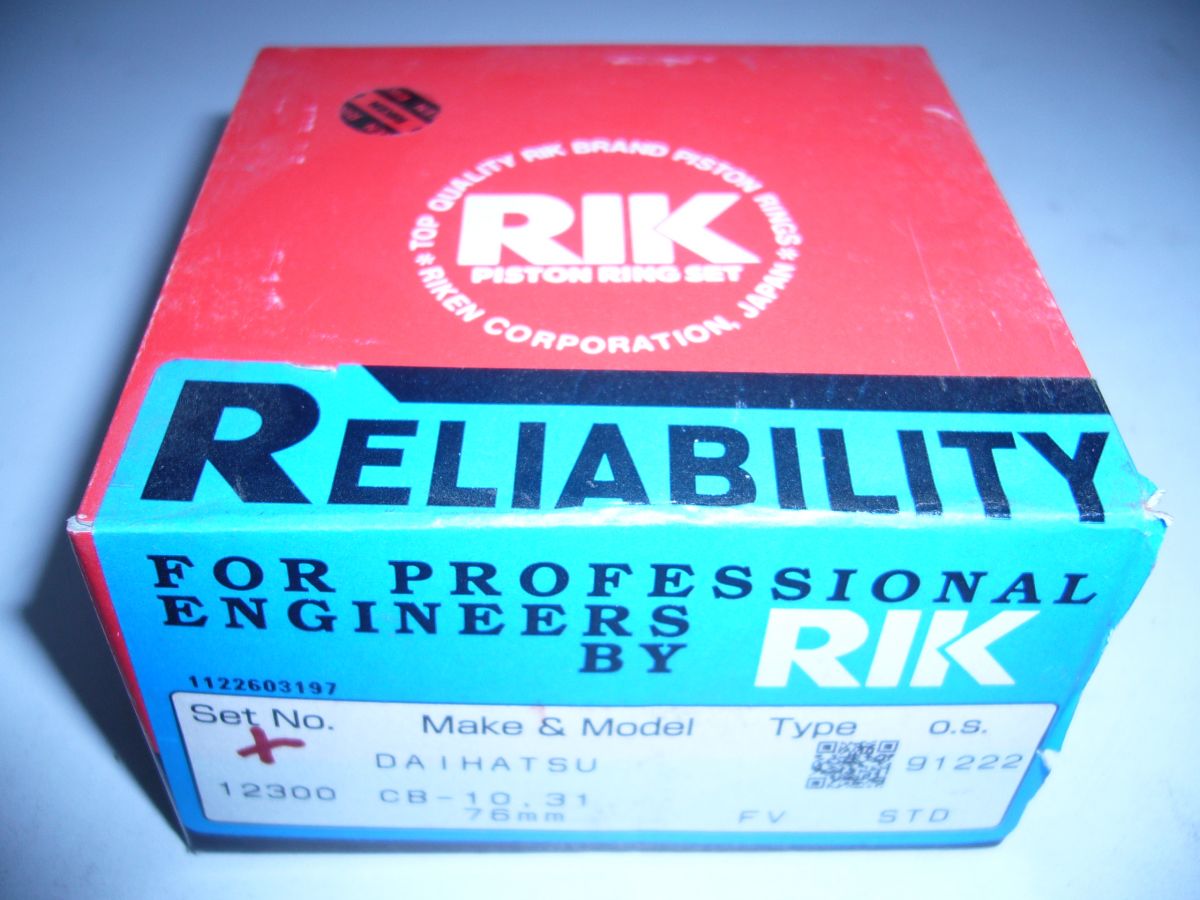 TOP QUALITY RIK BRAND PISTON RINGS
RIK
PISTON RING SET
* RIKEN CORPORATION, JAPAN *
RELIABILITY
FOR PROFESSIONAL
ENGINEERS
BY RIK
1122603197
Set No. Make & Model Type o.s.
DAIHATSU 91222
12300 CB-10.31
76mm FV STD